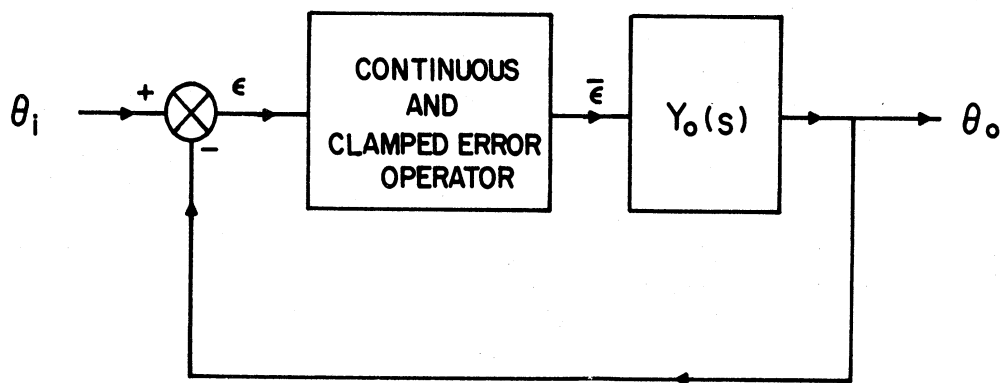 θi
+
-
ε
CONTINUOUS
AND
CLAMPED ERROR
OPERATOR
ε̄
Yo(s)
θo